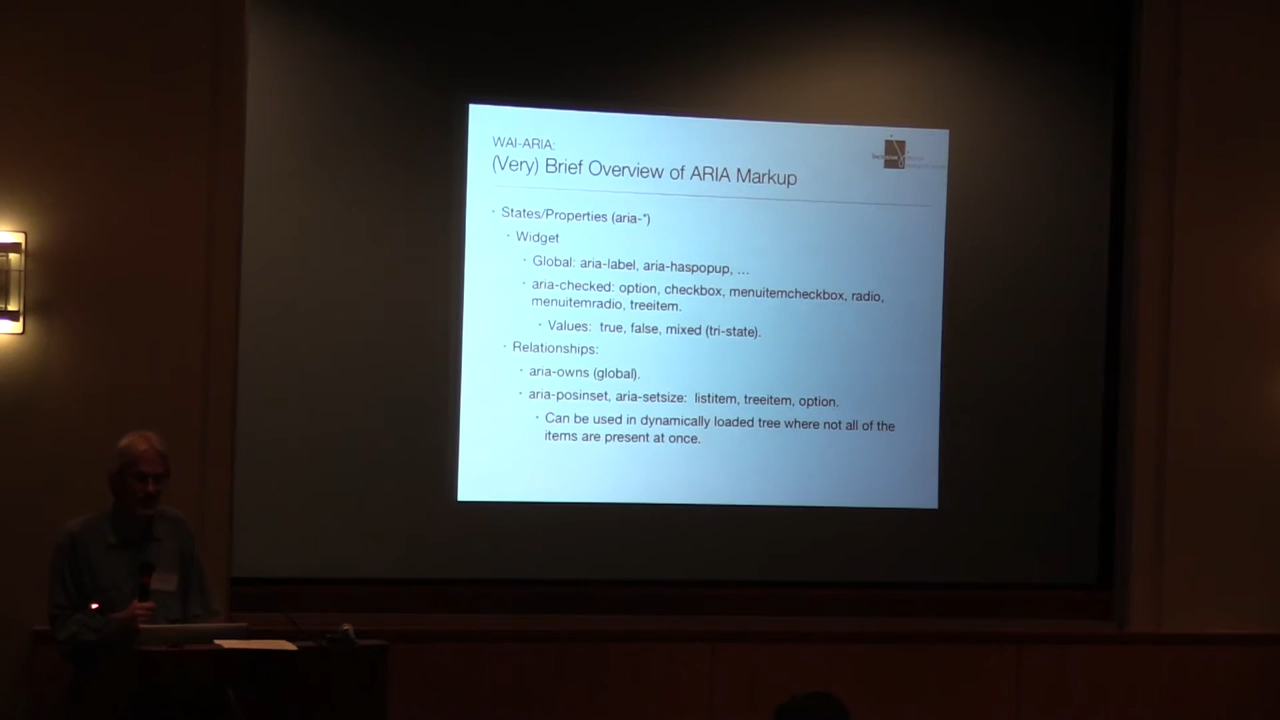 WAI-ARIA:
(Very) Brief Overview of ARIA Markup
· States/Properties (aria-*)
· Widget
· Global: aria-label, aria-haspopup, ...
· aria-checked: option, checkbox, menuitemcheckbox, radio,
menuitemradio, treeitem.
· Values: true, false, mixed (tri-state).
· Relationships:
· aria-owns (global).
· aria-posinset, aria-setsize: listitem, treeitem, option.
· Can be used in dynamically loaded tree where not all of the
items are present at once.